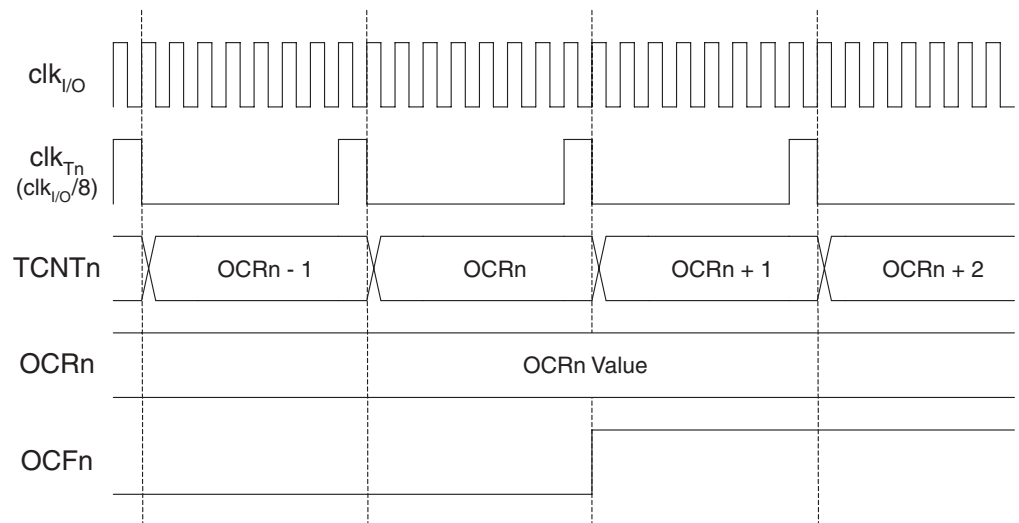 clkI/O
clkTn
(clkI/O/8)
TCNTn
OCRn - 1
OCRn
OCRn + 1
OCRn + 2
OCRn
OCRn Value
OCFn